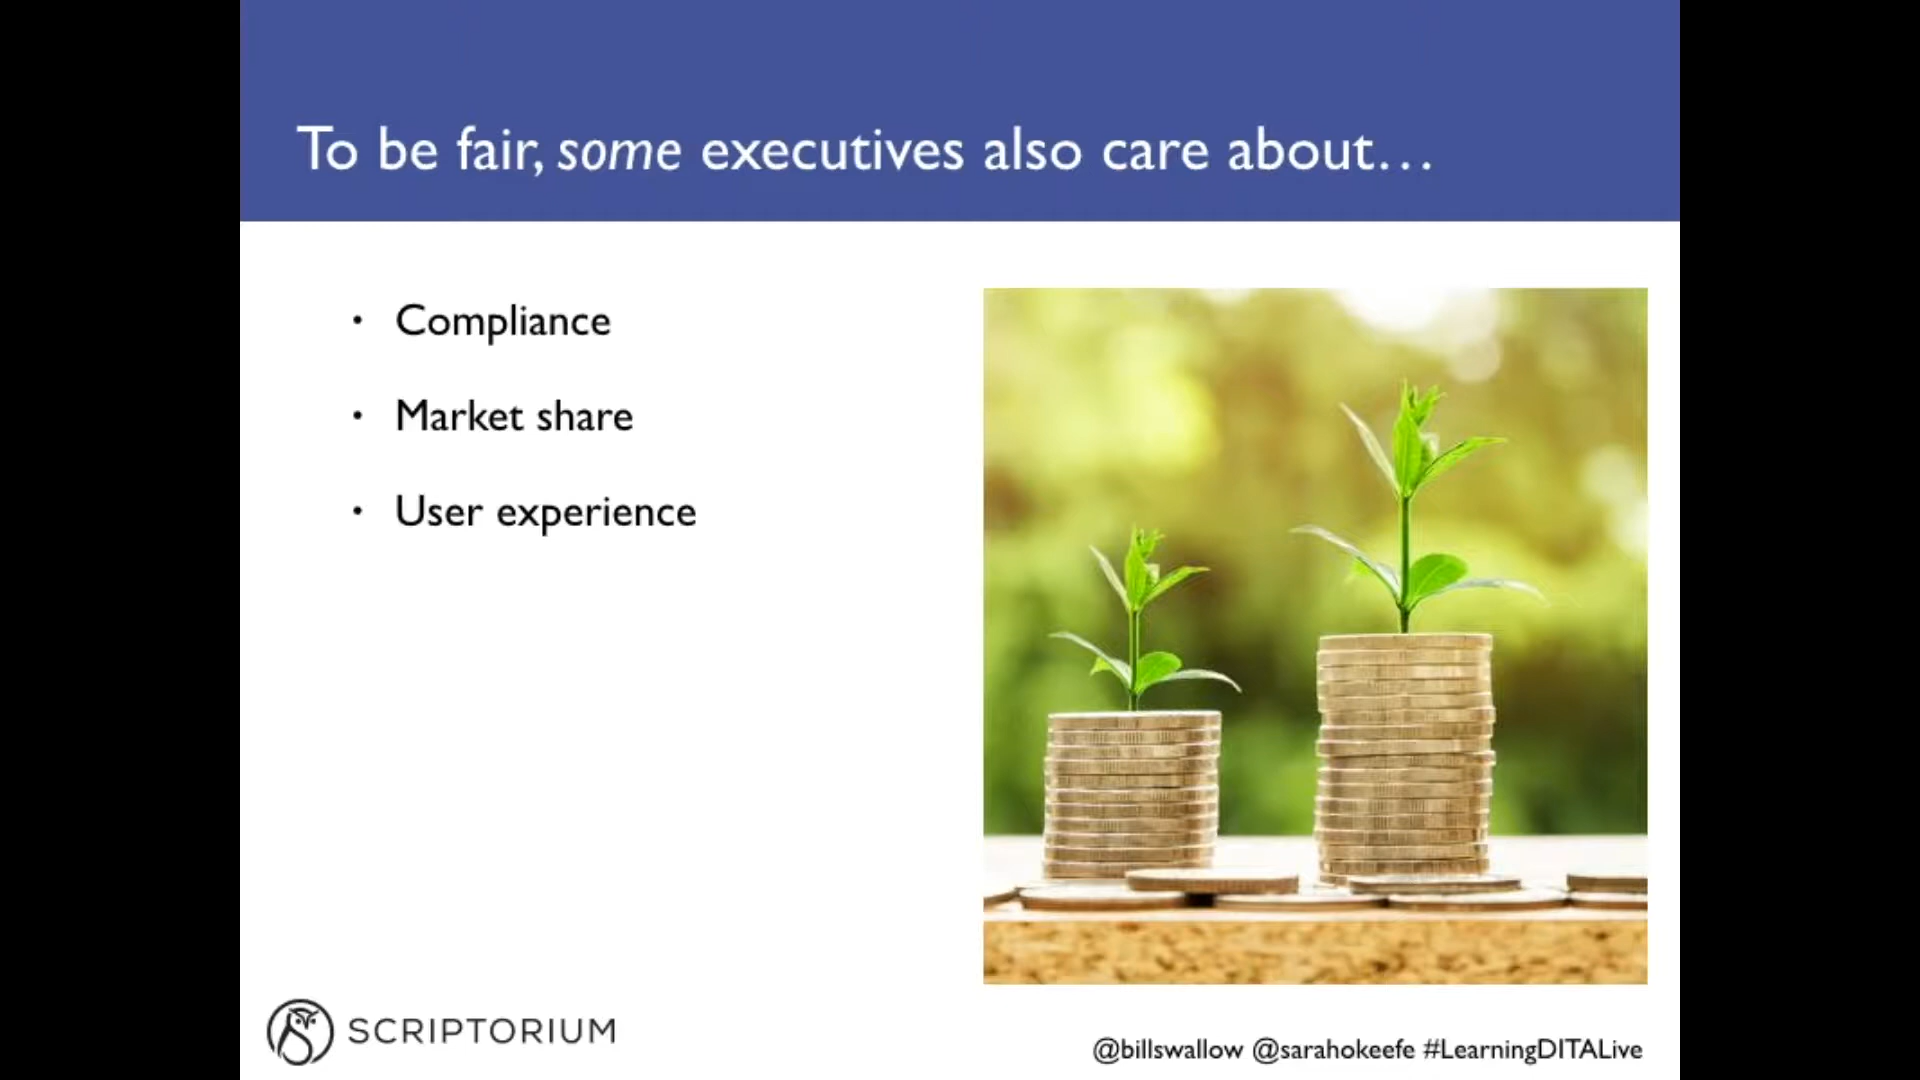 To be fair, some executives also care about…
• Compliance
• Market share
• User experience
SCRIPTORIUM
@billswallow @sarahokeefe #LearningDITALive